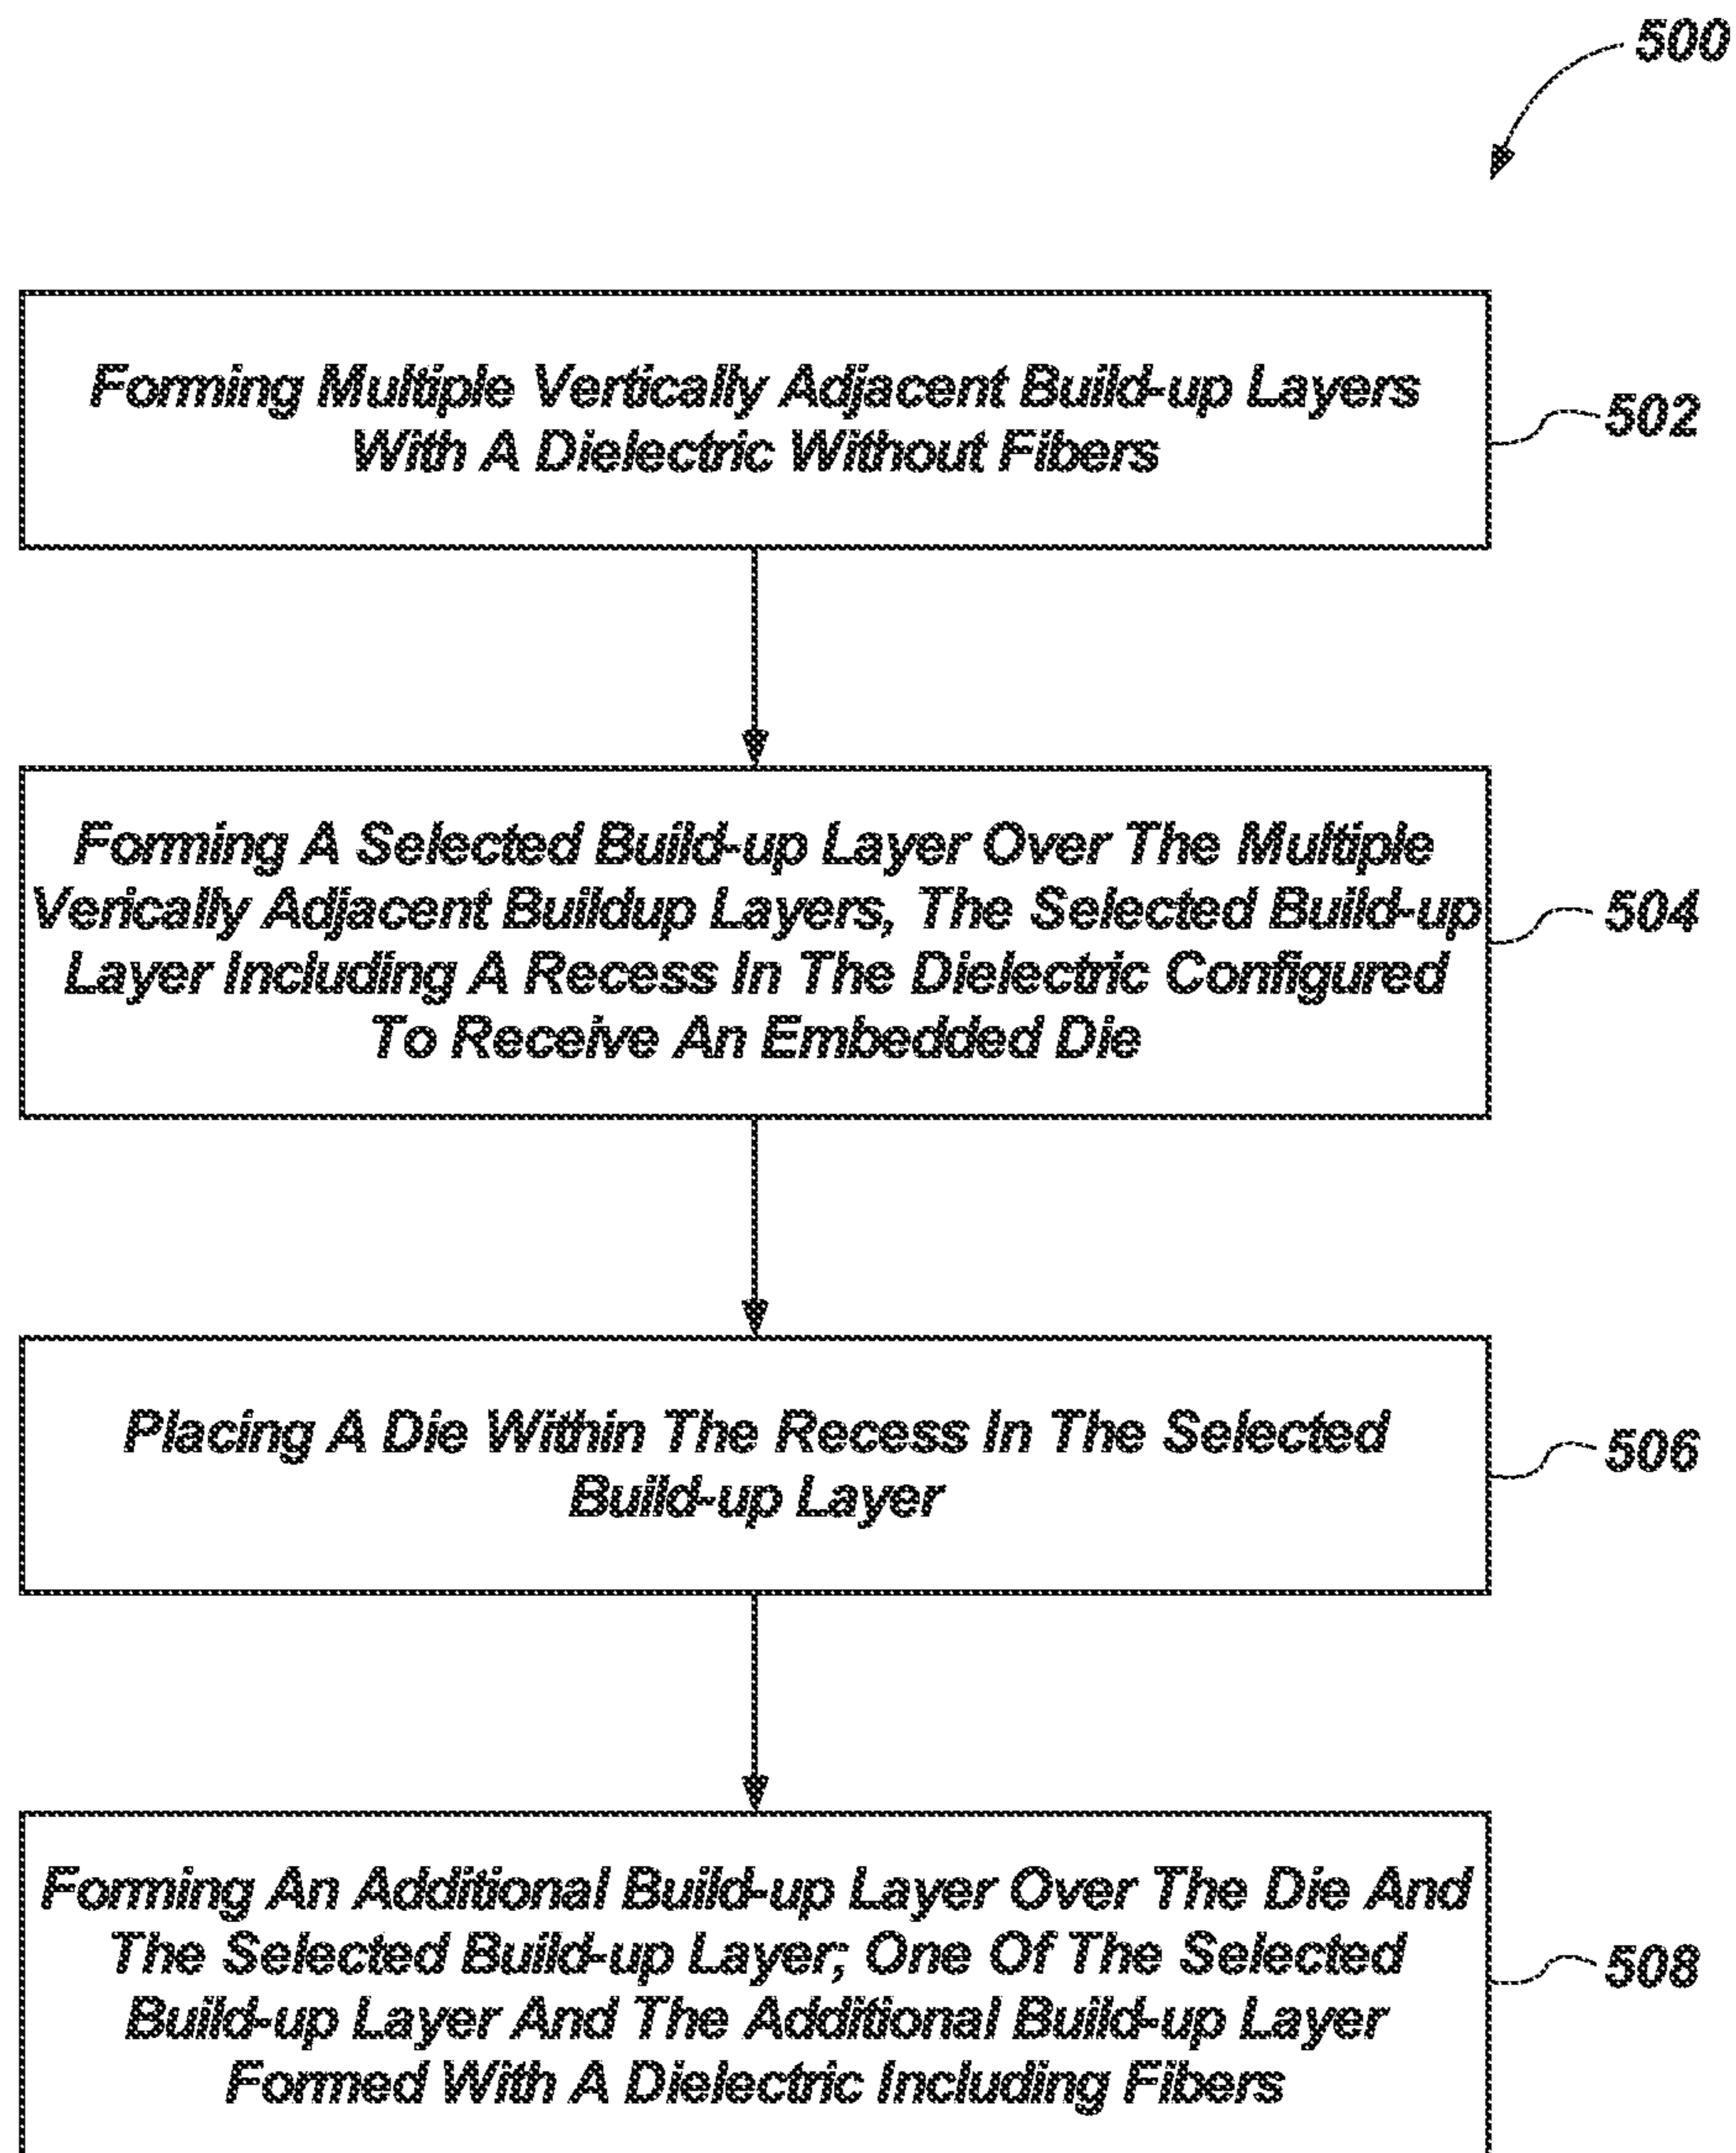 500
Forming Multiple Vertically Adjacent Build-up Layers
With A Dielectric Without Fibers
502
Forming A Selected Build-up Layer Over The Multiple
Verically Adjacent Buildup Layers, The Selected Build-up
Layer Including A Recess In The Dielectric Configured
To Receive An Embedded Die
504
Placing A Die Within The Recess In The Selected
Build-up Layer
506
Forming An Additional Build-up Layer Over The Die And
The Selected Build-up Layer; One Of The Selected
Build-up Layer And The Additional Build-up Layer
Formed With A Dielectric Including Fibers
508